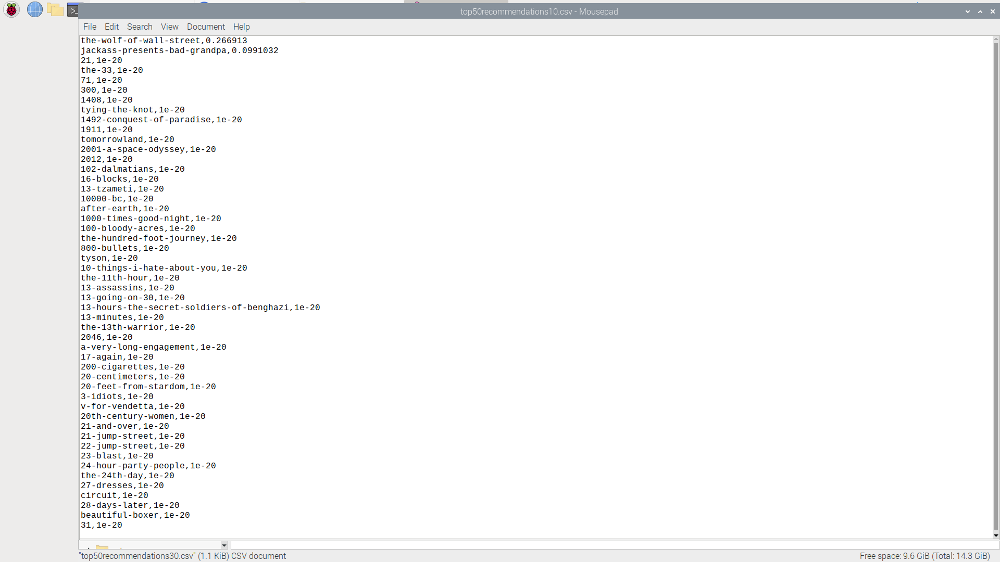 top50recommendations10.csv - Mousepad
File Edit Search View Document Help
the-wolf-of-wall-street,0.266913
jackass-presents-bad-grandpa,0.0991032
21,1e-20
the-33,1e-20
71,1e-20
300,1e-20
1408,1e-20
tying-the-knot,1e-20
1492-conquest-of-paradise,1e-20
1911,1e-20
tomorrowland,1e-20
2001-a-space-odyssey,1e-20
2012,1e-20
102-dalmatians,1e-20
16-blocks,1e-20
13-tzameti,1e-20
10000-bc,1e-20
after-earth,1e-20
1000-times-good-night,1e-20
100-bloody-acres,1e-20
the-hundred-foot-journey,1e-20
800-bullets,1e-20
tyson,1e-20
10-things-i-hate-about-you,1e-20
the-11th-hour,1e-20
13-assassins,1e-20
13-going-on-30,1e-20
13-hours-the-secret-soldiers-of-benghazi,1e-20
13-minutes,1e-20
the-13th-warrior,1e-20
2046,1e-20
a-very-long-engagement,1e-20
17-again,1e-20
200-cigarettes,1e-20
20-centimeters,1e-20
20-feet-from-stardom,1e-20
3-idiots,1e-20
v-for-vendetta,1e-20
20th-century-women,1e-20
21-and-over,1e-20
21-jump-street,1e-20
22-jump-street,1e-20
23-blast,1e-20
24-hour-party-people,1e-20
the-24th-day,1e-20
27-dresses,1e-20
circuit,1e-20
28-days-later,1e-20
beautiful-boxer,1e-20
31,1e-20
"top50recommendations30.csv" (1.1 KiB) CSV document Free space: 9.6 GiB (Total: 14.3 GiB)